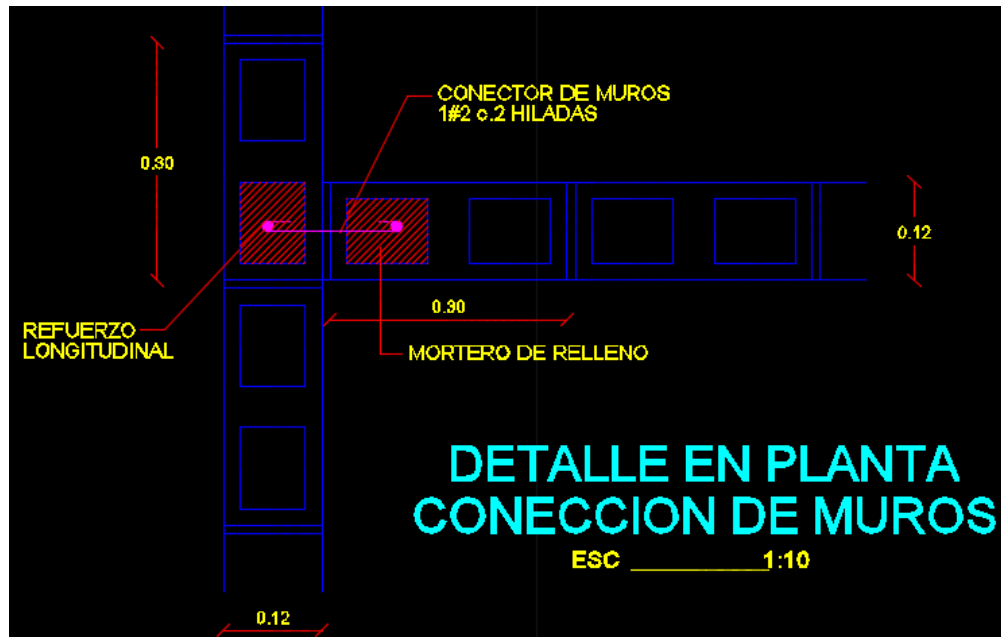 CONECTOR DE MUROS
1#2 c.2 HILADAS
0.30
0.12
0.30
REFUERZO
LONGITUDINAL
MORTERO DE RELLENO
DETALLE EN PLANTA
CONECCION DE MUROS
ESC __________1:10
0.12